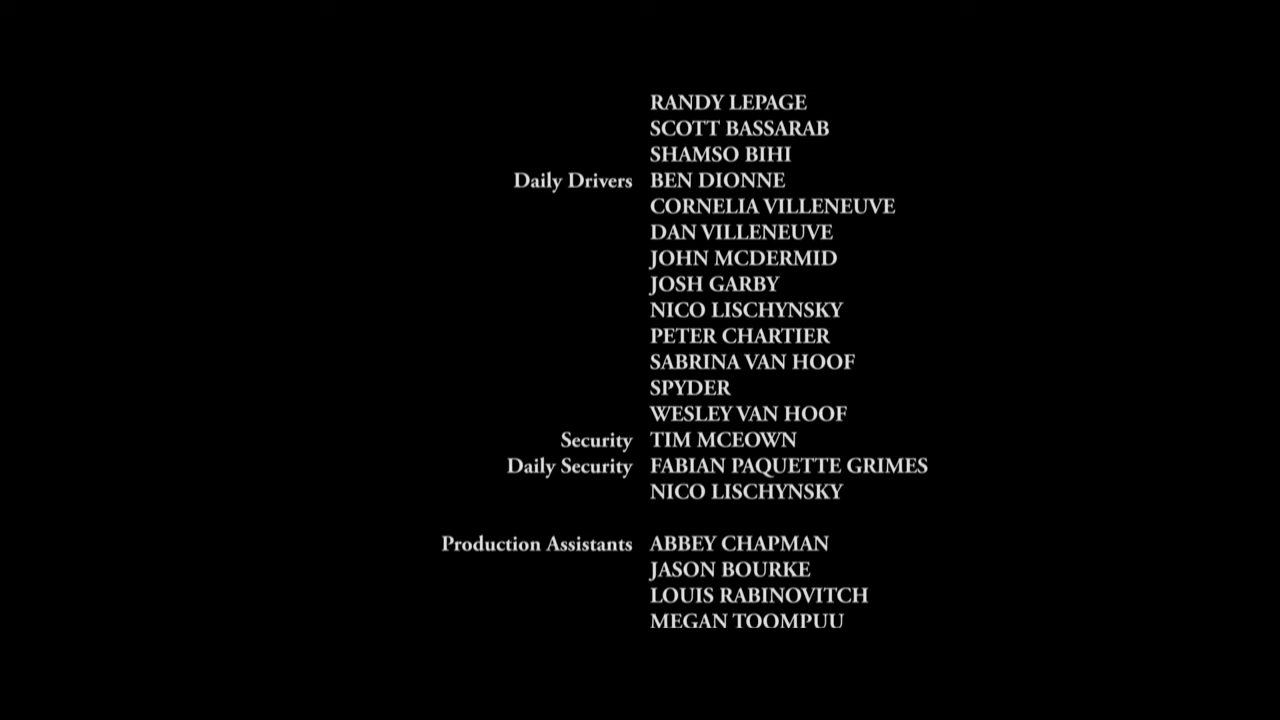 RANDY LEPAGE
SCOTT BASSARAB
SHAMSO BIHI
Daily Drivers BEN DIONNE
CORNELIA VILLENEUVE
DAN VILLENEUVE
JOHN MCDERMID
JOSH GARBY
NICO LISCHYNSKY
PETER CHARTIER
SABRINA VAN HOOF
SPYDER
WESLEY VAN HOOF
Security TIM MCEOWN
Daily Security FABIAN PAQUETTE GRIMES
NICO LISCHYNSKY
Production Assistants ABBEY CHAPMAN
JASON BOURKE
LOUIS RABINOVITCH
MEGAN TOOMPUU